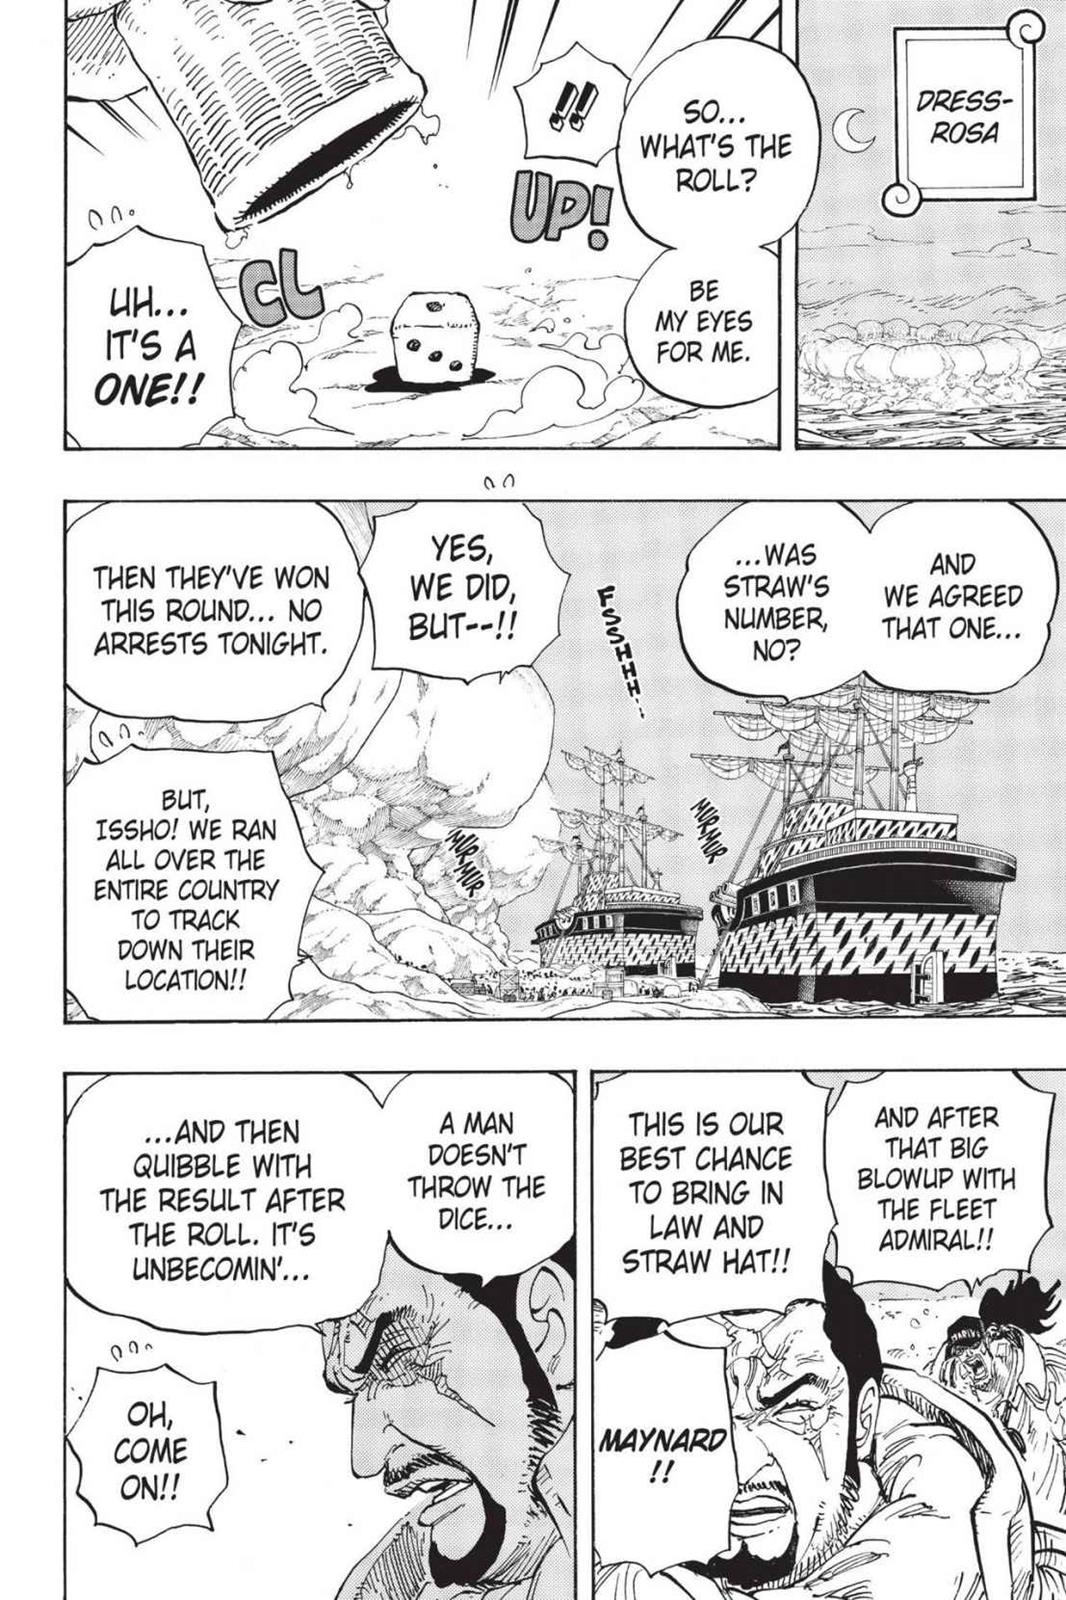 DRESS-
ROSA
SO...
WHAT'S THE
ROLL?
BE
MY EYES
FOR ME.
!!
CL
UP!
UH...
IT'S A
ONE!!
AND
WE AGREED
THAT ONE...
...WAS
STRAW'S
NUMBER,
NO?
FSSHHH...
YES,
WE DID,
BUT--!!
THEN THEY'VE WON
THIS ROUND... NO
ARRESTS TONIGHT.
MURMUR
MURMUR
BUT,
ISSHO! WE RAN
ALL OVER THE
ENTIRE COUNTRY
TO TRACK
DOWN THEIR
LOCATION!!
AND AFTER
THAT BIG
BLOWUP WITH
THE FLEET
ADMIRAL!!
THIS IS OUR
BEST CHANCE
TO BRING IN
LAW AND
STRAW HAT!!
MAYNARD
!!
A MAN
DOESN'T
THROW THE
DICE...
...AND THEN
QUIBBLE WITH
THE RESULT AFTER
THE ROLL. IT'S
UNBECOMIN'...
OH,
COME
ON!!